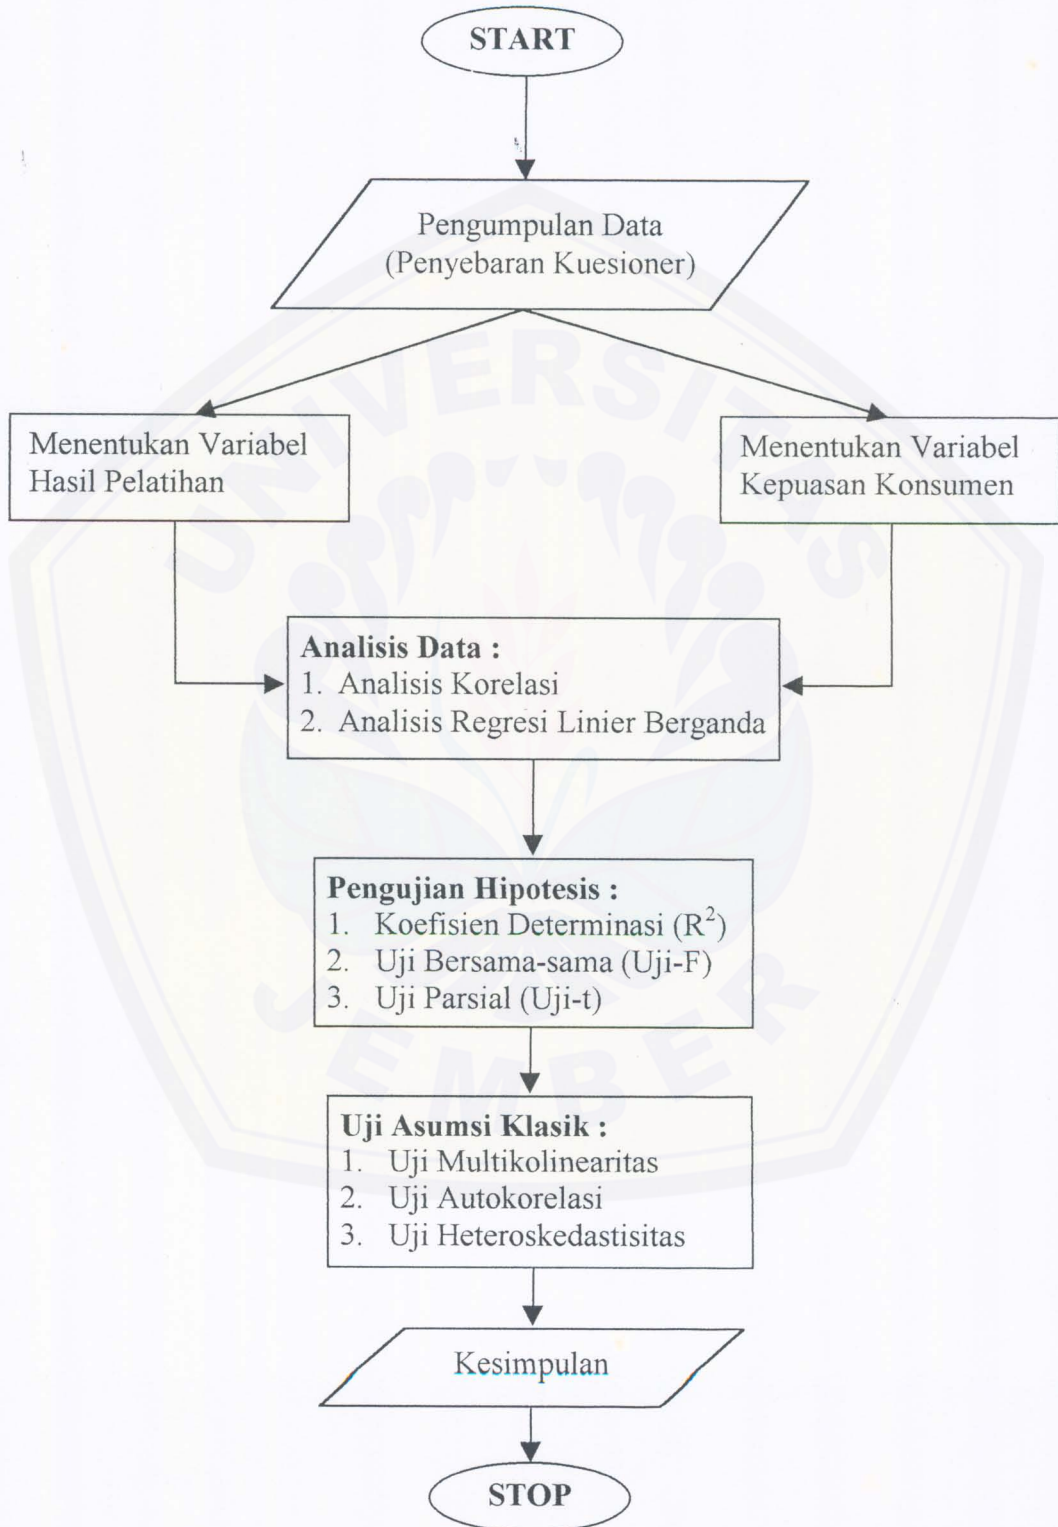 START
Pengumpulan Data
(Penyebaran Kuesioner)
Menentukan Variabel
Hasil Pelatihan
Menentukan Variabel
Kepuasan Konsumen
Analisis Data :
1. Analisis Korelasi
2. Analisis Regresi Linier Berganda
Pengujian Hipotesis :
1. Koefisien Determinasi (R²)
2. Uji Bersama-sama (Uji-F)
3. Uji Parsial (Uji-t)
Uji Asumsi Klasik :
1. Uji Multikolinearitas
2. Uji Autokorelasi
3. Uji Heteroskedastisitas
Kesimpulan
STOP
UNIVERSITAS
JEMBER